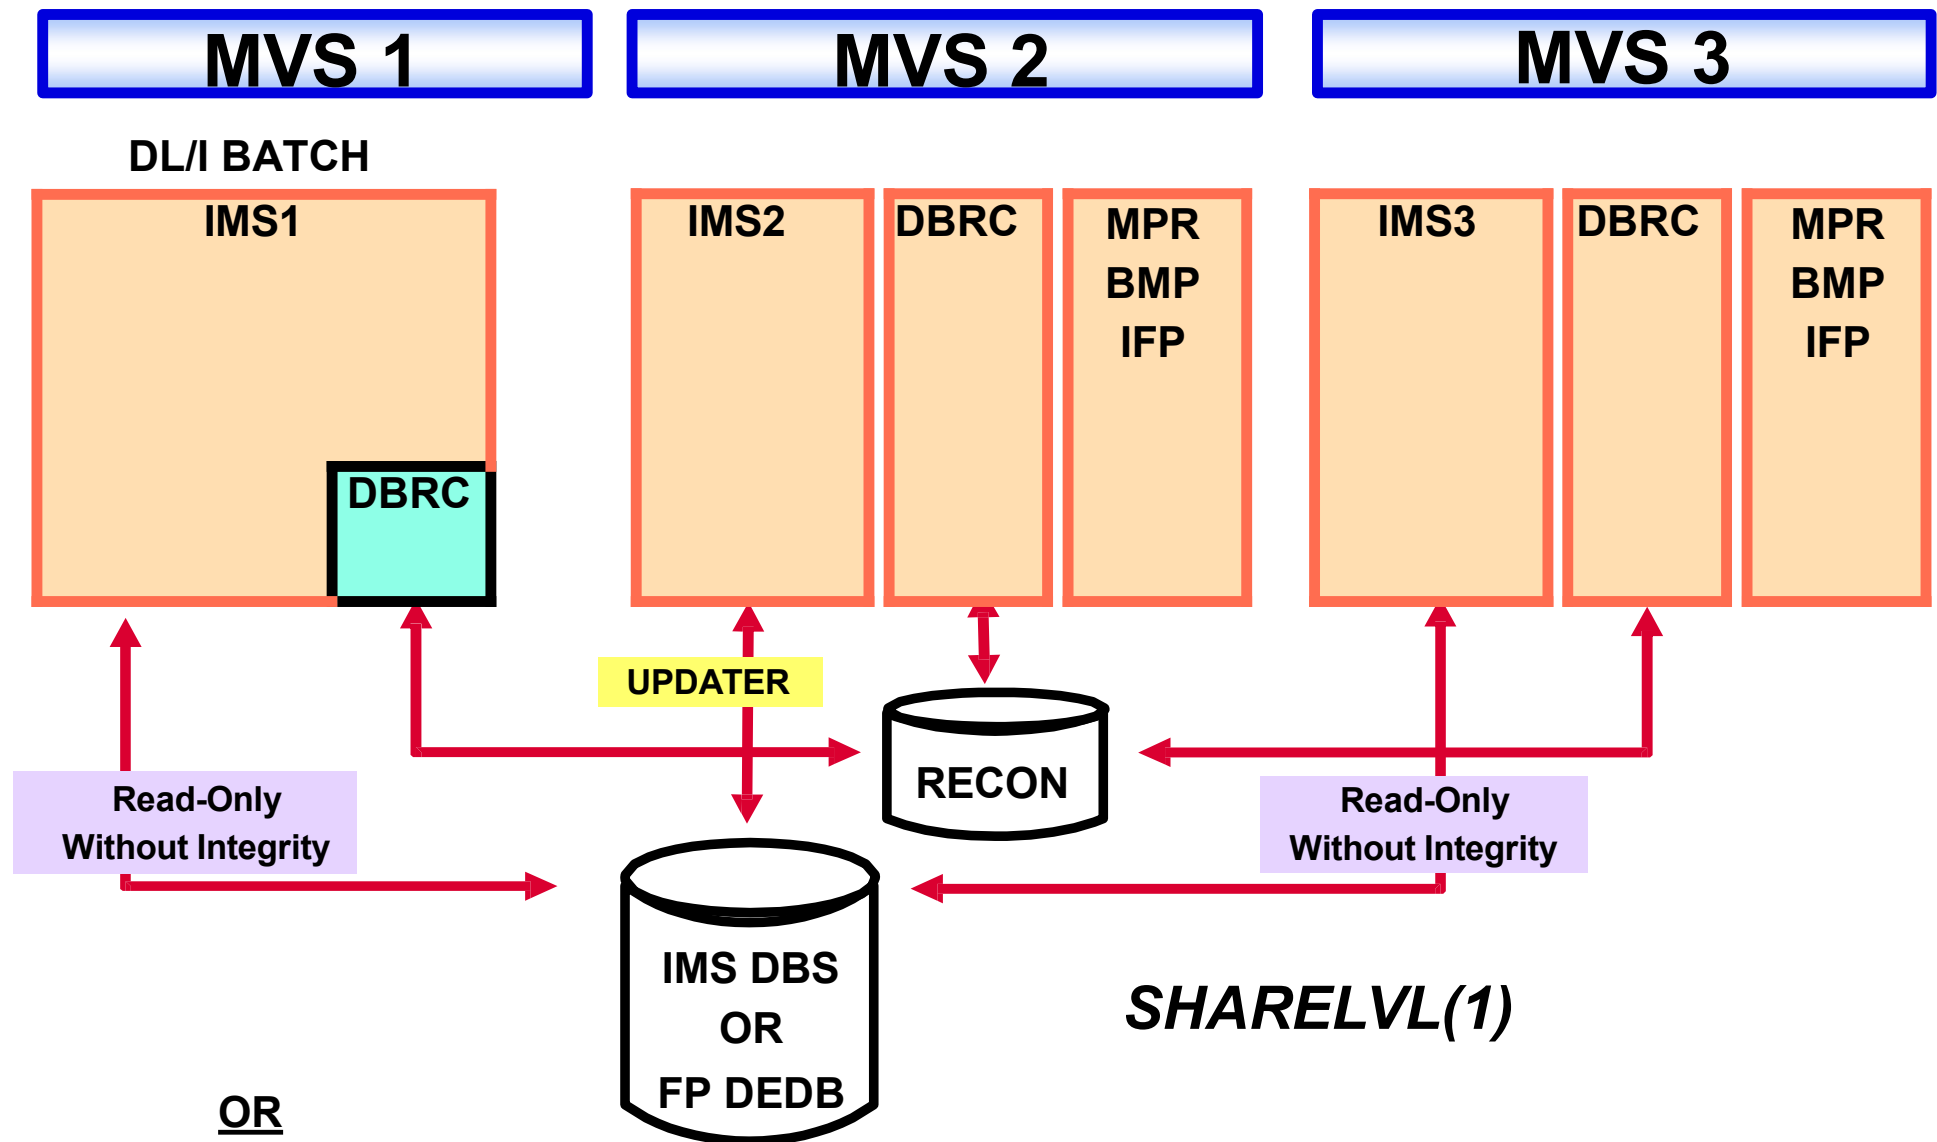 MVS 1
MVS 2
MVS 3
DL/I BATCH
IMS1
DBRC
IMS2
DBRC
MPR
BMP
IFP
IMS3
DBRC
MPR
BMP
IFP
UPDATER
RECON
Read-Only
Without Integrity
Read-Only
Without Integrity
IMS DBS
OR
FP DEDB
SHARELVL(1)
OR